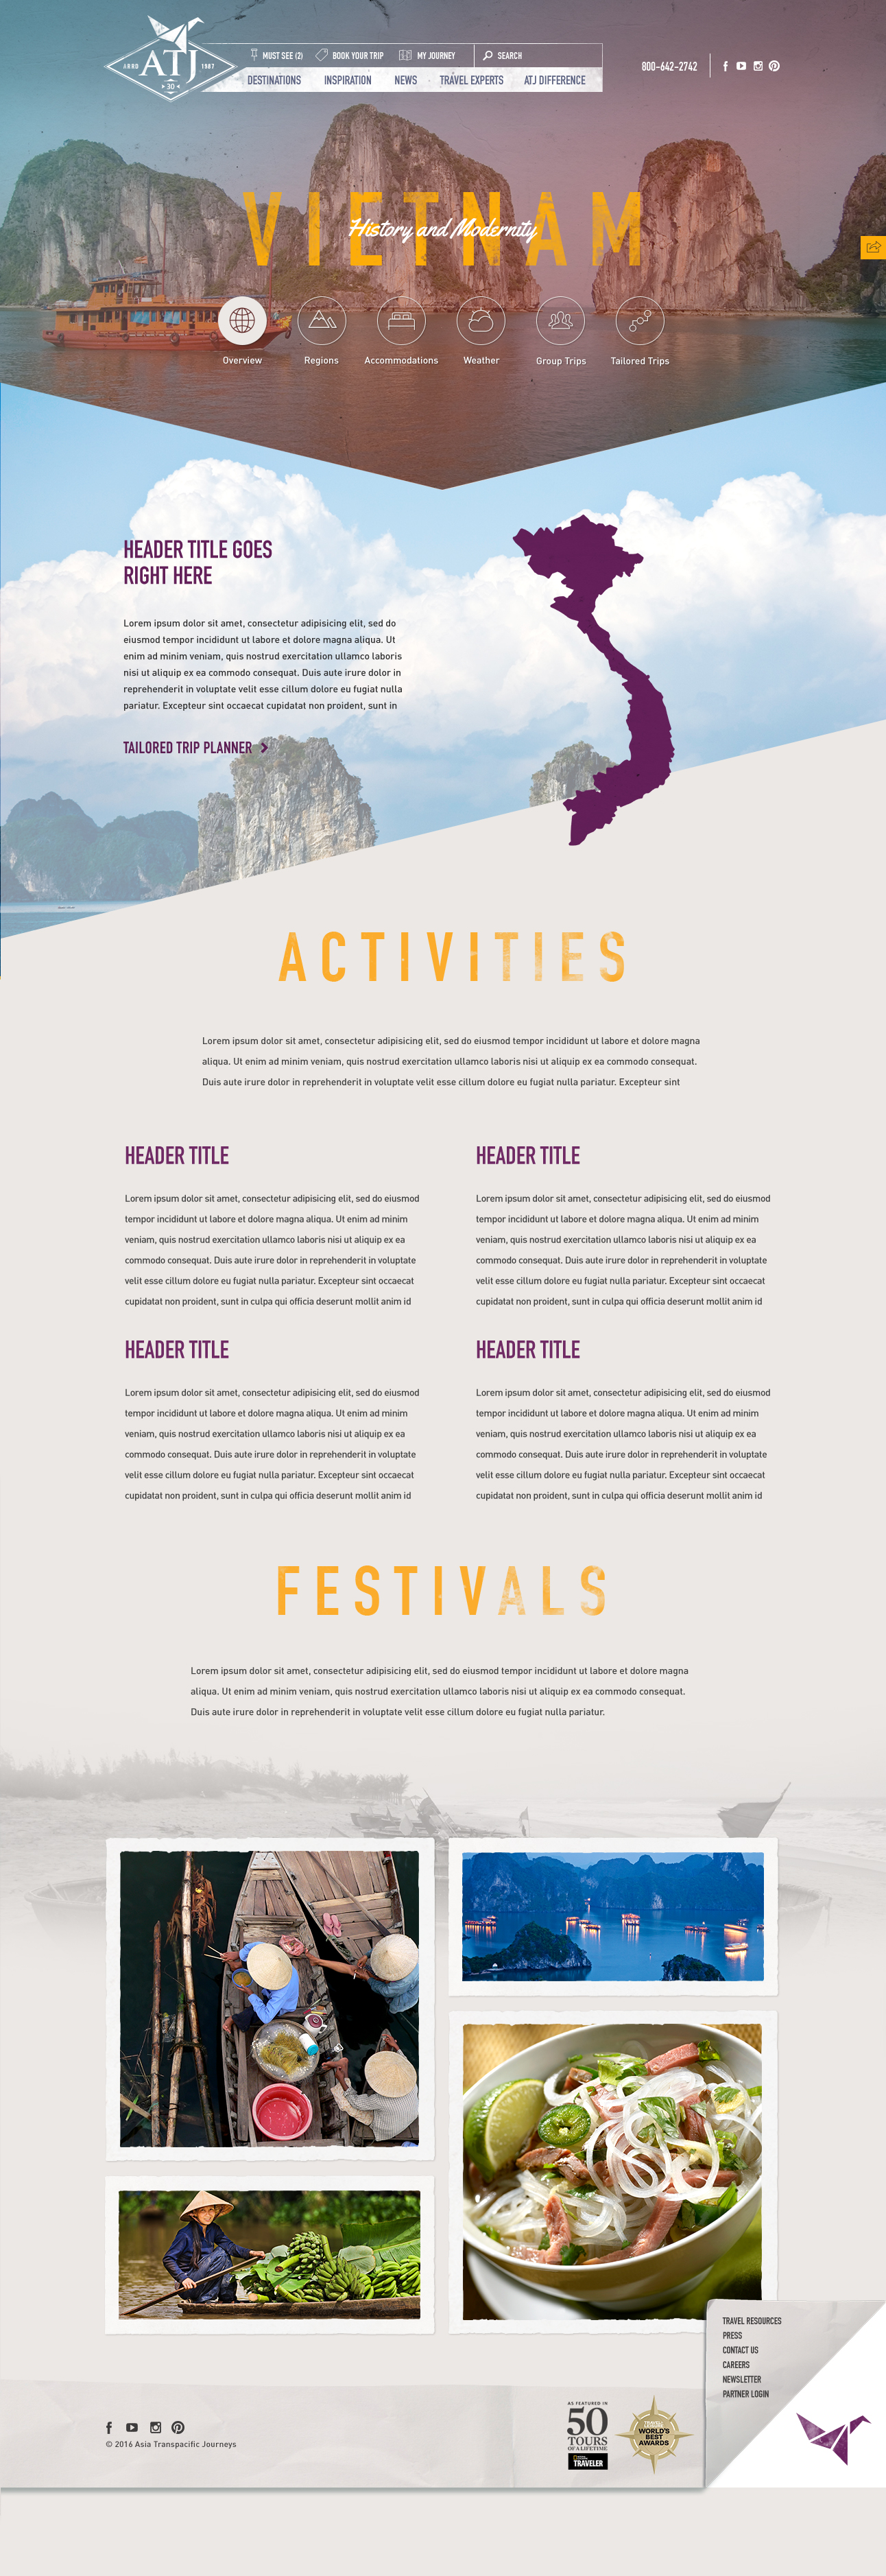 ABRD ATJ 1987
30
MUST SEE (2) BOOK YOUR TRIP MY JOURNEY SEARCH
DESTINATIONS INSPIRATION NEWS TRAVEL EXPERTS ATJ DIFFERENCE
800-642-2742
VIETNAM
History and Modernity
Overview Regions Accommodations Weather Group Trips Tailored Trips
HEADER TITLE GOES
RIGHT HERE
Lorem ipsum dolor sit amet, consectetur adipisicing elit, sed do
eiusmod tempor incididunt ut labore et dolore magna aliqua. Ut
enim ad minim veniam, quis nostrud exercitation ullamco laboris
nisi ut aliquip ex ea commodo consequat. Duis aute irure dolor in
reprehenderit in voluptate velit esse cillum dolore eu fugiat nulla
pariatur. Excepteur sint occaecat cupidatat non proident, sunt in
TAILORED TRIP PLANNER
ACTIVITIES
Lorem ipsum dolor sit amet, consectetur adipisicing elit, sed do eiusmod tempor incididunt ut labore et dolore magna
aliqua. Ut enim ad minim veniam, quis nostrud exercitation ullamco laboris nisi ut aliquip ex ea commodo consequat.
Duis aute irure dolor in reprehenderit in voluptate velit esse cillum dolore eu fugiat nulla pariatur. Excepteur sint
HEADER TITLE
Lorem ipsum dolor sit amet, consectetur adipisicing elit, sed do eiusmod
tempor incididunt ut labore et dolore magna aliqua. Ut enim ad minim
veniam, quis nostrud exercitation ullamco laboris nisi ut aliquip ex ea
commodo consequat. Duis aute irure dolor in reprehenderit in voluptate
velit esse cillum dolore eu fugiat nulla pariatur. Excepteur sint occaecat
cupidatat non proident, sunt in culpa qui officia deserunt mollit anim id
HEADER TITLE
Lorem ipsum dolor sit amet, consectetur adipisicing elit, sed do eiusmod
tempor incididunt ut labore et dolore magna aliqua. Ut enim ad minim
veniam, quis nostrud exercitation ullamco laboris nisi ut aliquip ex ea
commodo consequat. Duis aute irure dolor in reprehenderit in voluptate
velit esse cillum dolore eu fugiat nulla pariatur. Excepteur sint occaecat
cupidatat non proident, sunt in culpa qui officia deserunt mollit anim id
HEADER TITLE
Lorem ipsum dolor sit amet, consectetur adipisicing elit, sed do eiusmod
tempor incididunt ut labore et dolore magna aliqua. Ut enim ad minim
veniam, quis nostrud exercitation ullamco laboris nisi ut aliquip ex ea
commodo consequat. Duis aute irure dolor in reprehenderit in voluptate
velit esse cillum dolore eu fugiat nulla pariatur. Excepteur sint occaecat
cupidatat non proident, sunt in culpa qui officia deserunt mollit anim id
HEADER TITLE
Lorem ipsum dolor sit amet, consectetur adipisicing elit, sed do eiusmod
tempor incididunt ut labore et dolore magna aliqua. Ut enim ad minim
veniam, quis nostrud exercitation ullamco laboris nisi ut aliquip ex ea
commodo consequat. Duis aute irure dolor in reprehenderit in voluptate
velit esse cillum dolore eu fugiat nulla pariatur. Excepteur sint occaecat
cupidatat non proident, sunt in culpa qui officia deserunt mollit anim id
FESTIVALS
Lorem ipsum dolor sit amet, consectetur adipisicing elit, sed do eiusmod tempor incididunt ut labore et dolore magna
aliqua. Ut enim ad minim veniam, quis nostrud exercitation ullamco laboris nisi ut aliquip ex ea commodo consequat.
Duis aute irure dolor in reprehenderit in voluptate velit esse cillum dolore eu fugiat nulla pariatur.
TRAVEL RESOURCES
PRESS
CONTACT US
CAREERS
NEWSLETTER
PARTNER LOGIN
© 2016 Asia Transpacific Journeys
AS FEATURED IN
50
TOURS
OF A LIFETIME
TRAVELER
WORLD'S
BEST
AWARDS